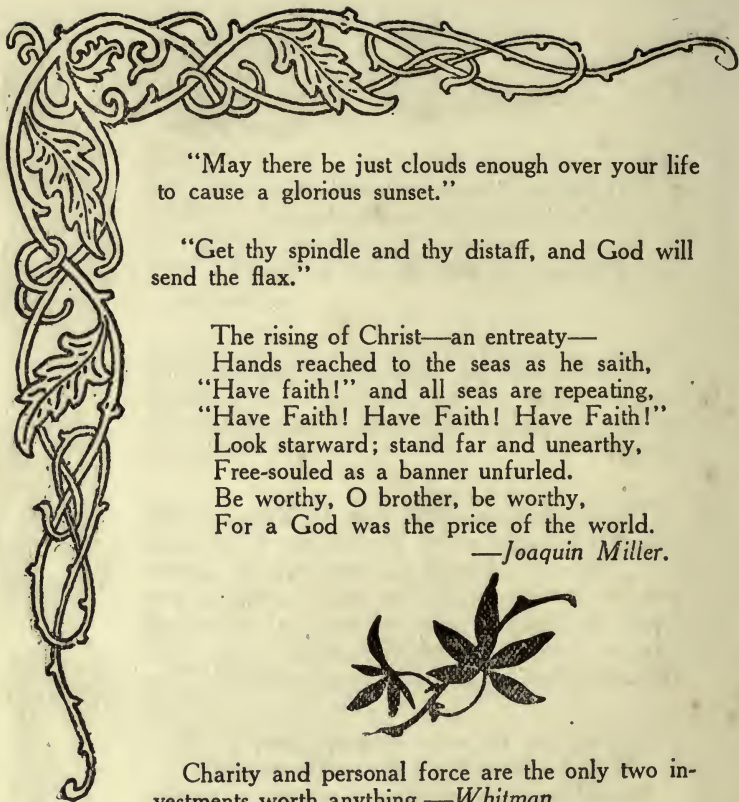 “May there be just clouds enough over your life
to cause a glorious sunset.”
“Get thy spindle and thy distaff, and God will
send the flax.”
The rising of Christ—an entreaty—
Hands reached to the seas as he saith,
“Have faith!” and all seas are repeating,
“Have Faith! Have Faith! Have Faith!”
Look starward; stand far and unearthy,
Free-souled as a banner unfurled.
Be worthy, O brother, be worthy,
For a God was the price of the world.
—Joaquin Miller.
Charity and personal force are the only two in-
vestments worth anything.—Whitman.